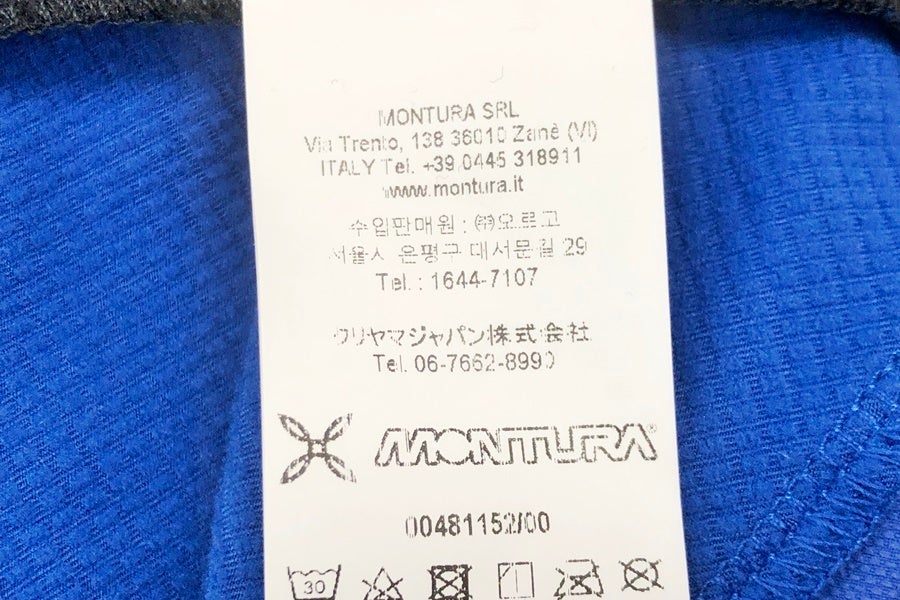 MONTURA SRL
Via Trento, 138 36010 Zanè (VI)
ITALY Tel. +39.0445 318911
www.montura.it
수입판매원 : ㈜오르고
서울시 은평구 대서문길 29
Tel. : 1644-7107
クリヤマジャパン株式会社
Tel. 06-7662-8990
MONTURA®
00481152/00
30